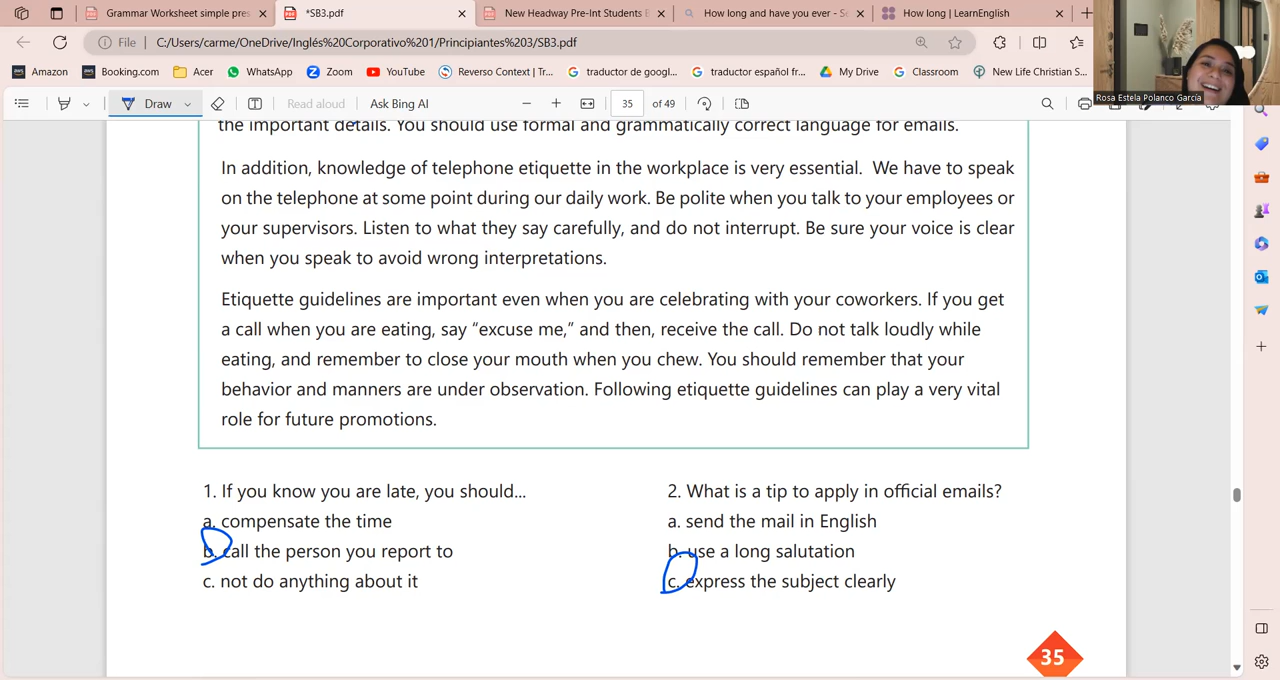 Grammar Worksheet simple pres
*SB3.pdf
New Headway Pre-Int Students B
How long and have you ever - Se
How long | LearnEnglish
File
C:/Users/carme/OneDrive/Inglés%20Corporativo%201/Principiantes%203/SB3.pdf
Amazon
Booking.com
Acer
WhatsApp
Zoom
YouTube
Reverso Context | Tr...
traductor de googl...
traductor español fr...
My Drive
Classroom
New Life Christian S...
Rosa Estela Polanco García
Draw
Read aloud
Ask Bing AI
35
of 49
the important details. You should use formal and grammatically correct language for emails.
In addition, knowledge of telephone etiquette in the workplace is very essential. We have to speak
on the telephone at some point during our daily work. Be polite when you talk to your employees or
your supervisors. Listen to what they say carefully, and do not interrupt. Be sure your voice is clear
when you speak to avoid wrong interpretations.
Etiquette guidelines are important even when you are celebrating with your coworkers. If you get
a call when you are eating, say “excuse me,” and then, receive the call. Do not talk loudly while
eating, and remember to close your mouth when you chew. You should remember that your
behavior and manners are under observation. Following etiquette guidelines can play a very vital
role for future promotions.
1. If you know you are late, you should...
a. compensate the time
b. call the person you report to
c. not do anything about it
2. What is a tip to apply in official emails?
a. send the mail in English
b. use a long salutation
c. express the subject clearly
35